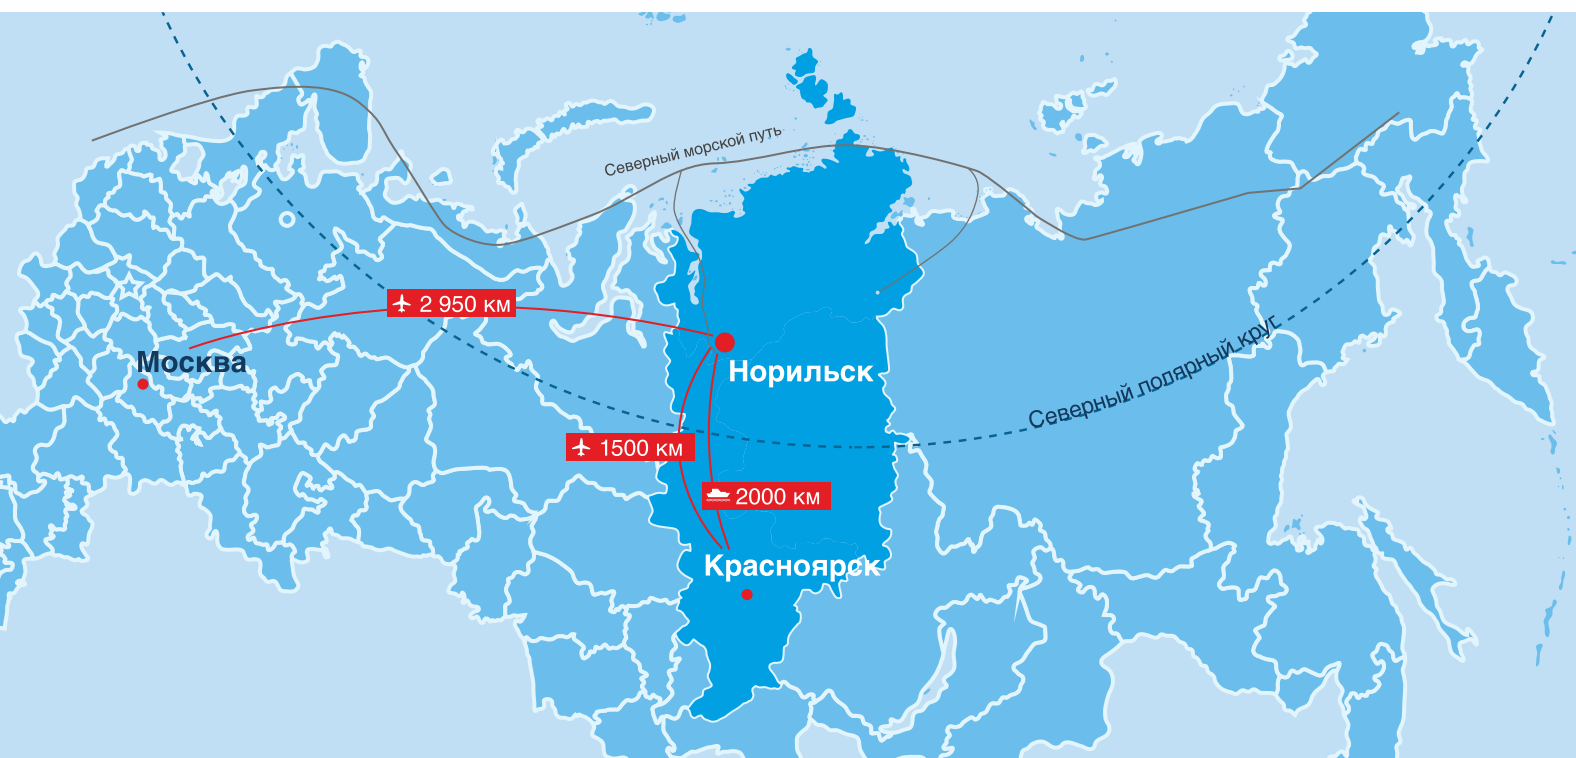 Северный морской путь
2 950 км
Москва
Норильск
Северный полярный круг
1500 км
2000 км
Красноярск